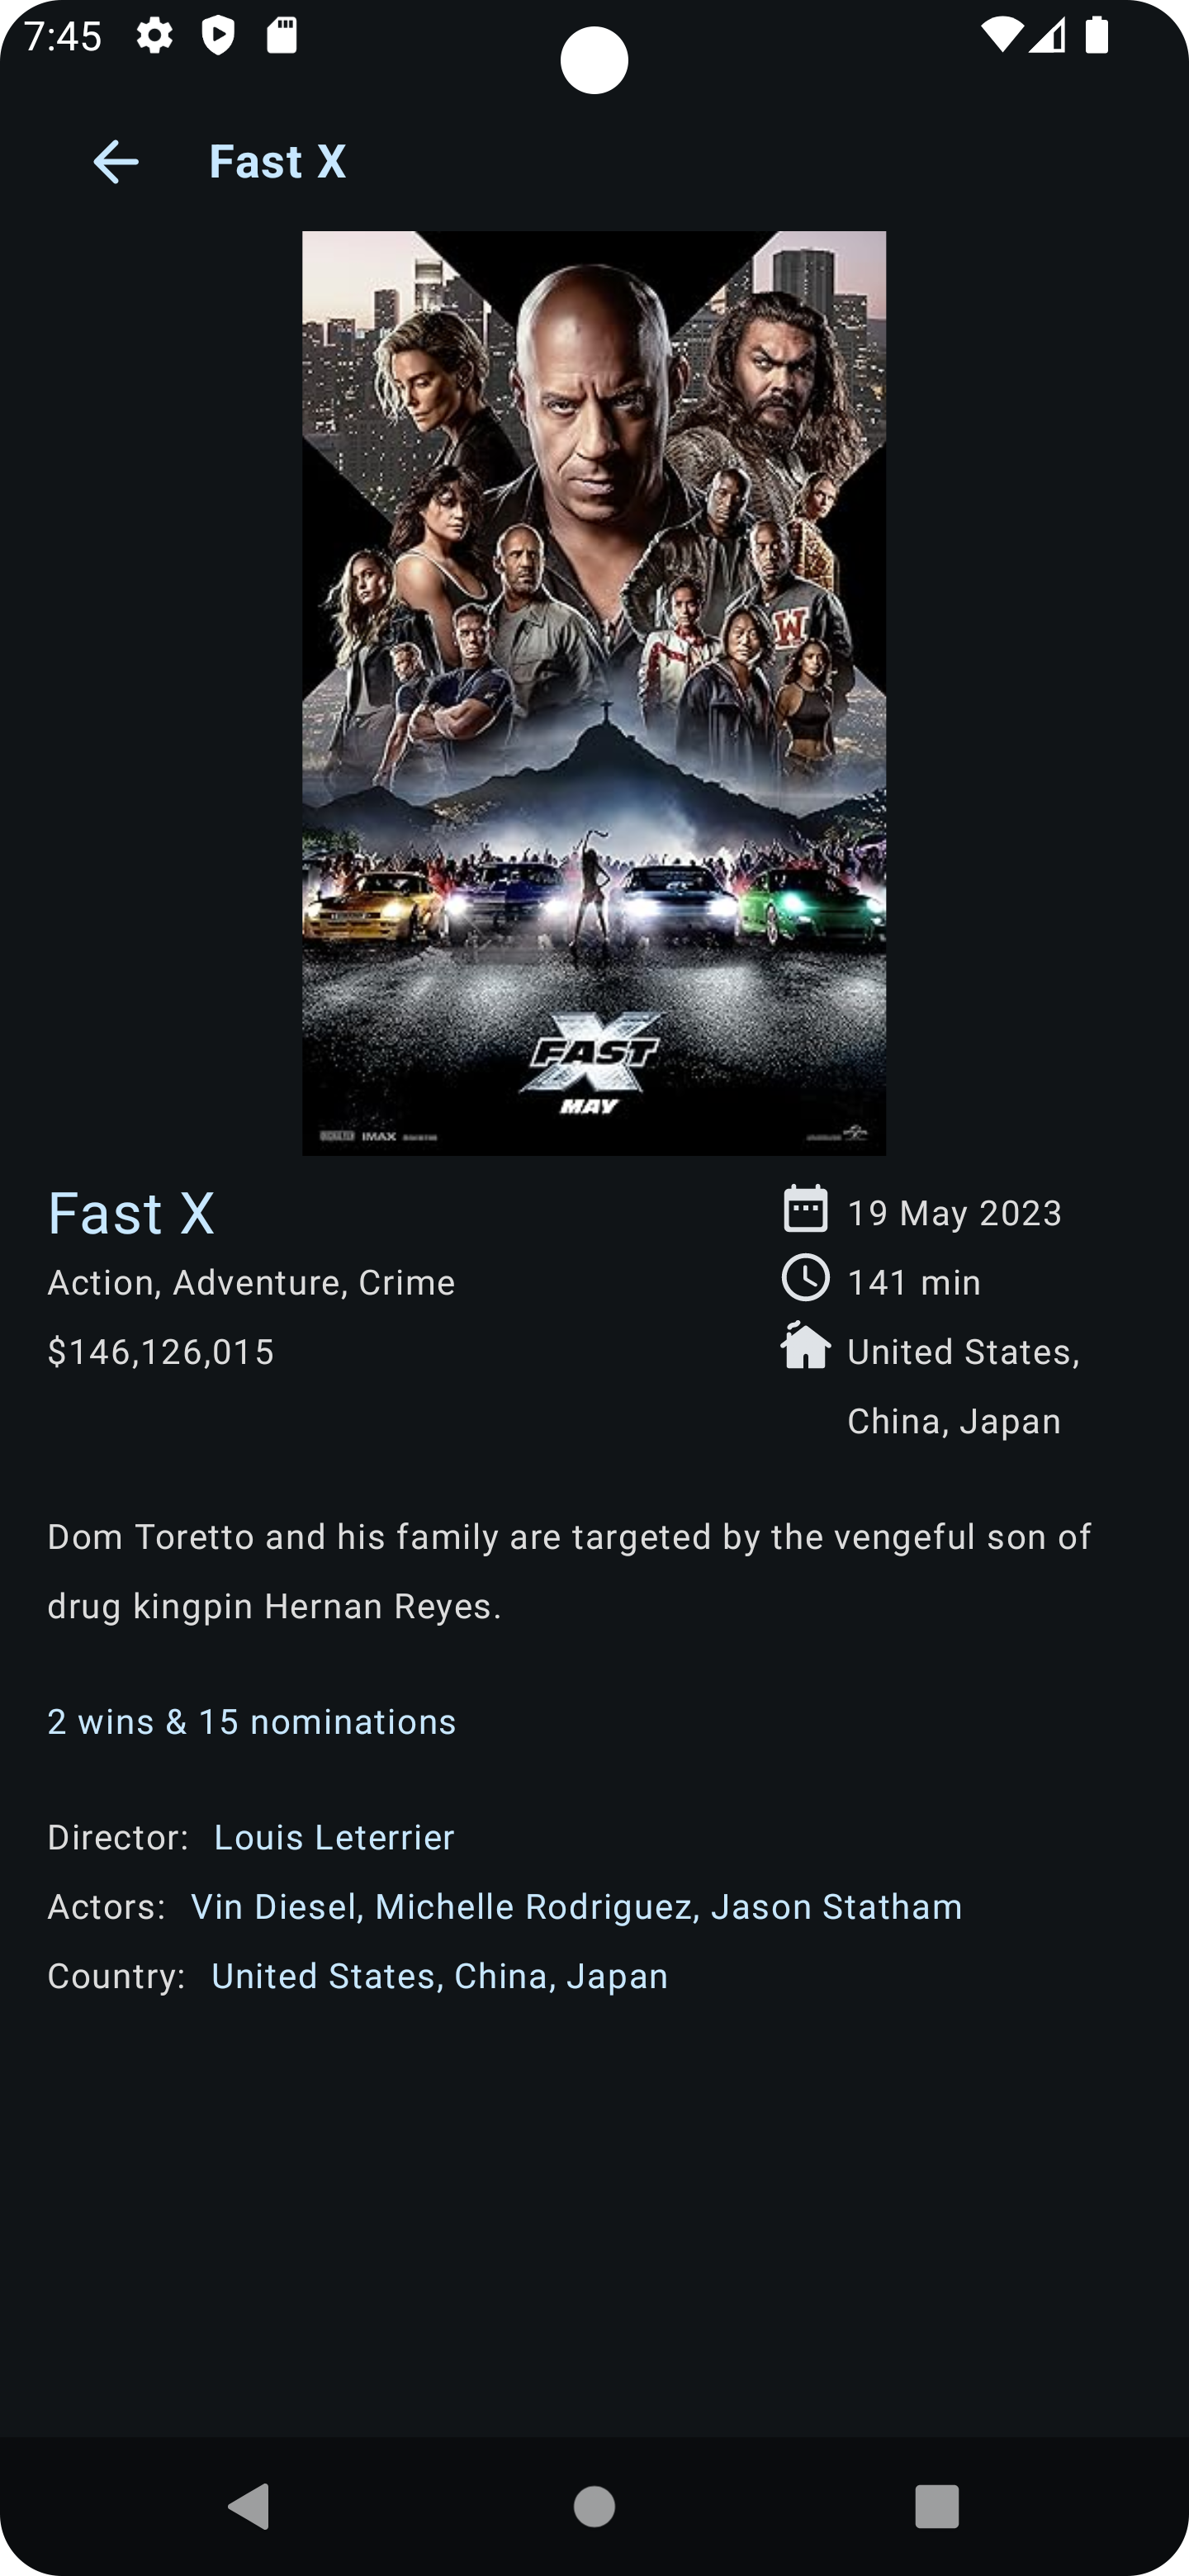 7:45
Fast X
W
FAST
X
MAY
IMAX
Fast X
19 May 2023
Action, Adventure, Crime
141 min
$146,126,015
United States,
China, Japan
Dom Toretto and his family are targeted by the vengeful son of
drug kingpin Hernan Reyes.
2 wins & 15 nominations
Director: Louis Leterrier
Actors: Vin Diesel, Michelle Rodriguez, Jason Statham
Country: United States, China, Japan